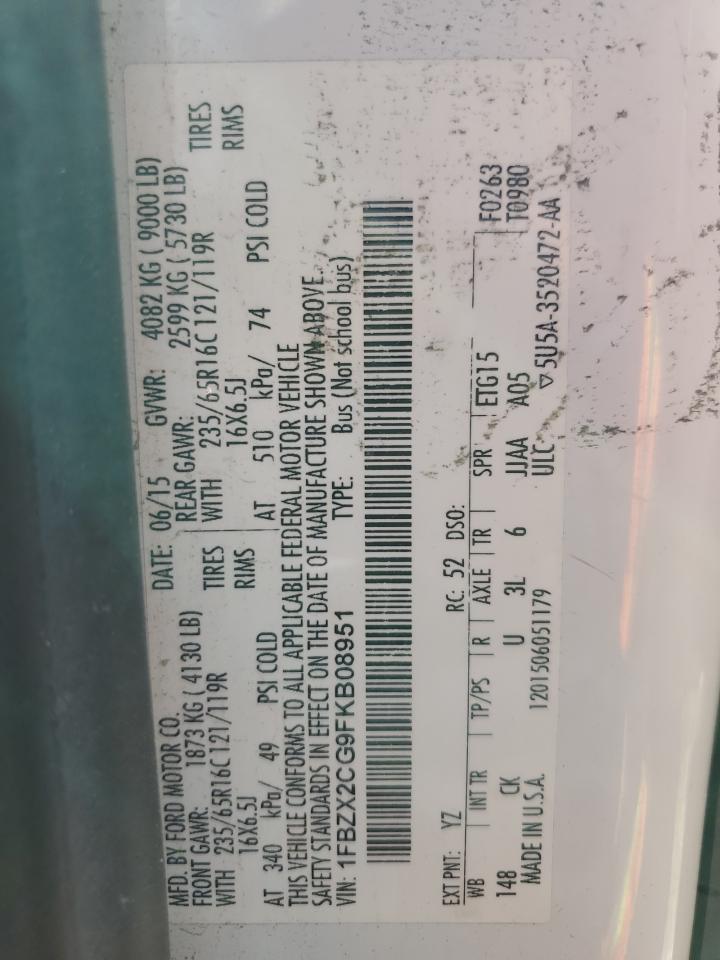 MFD. BY FORD MOTOR CO. DATE: 06/15 GVWR: 4082 KG ( 9000 LB)
FRONT GAWR: 1873 KG ( 4130 LB) REAR GAWR: 2599 KG ( 5730 LB)
WITH 235/65R16C 121/119R TIRES WITH 235/65R16C 121/119R TIRES
16X6.5J RIMS 16X6.5J RIMS
AT 340 kPa/ 49 PSI COLD AT 510 kPa/ 74 PSI COLD
THIS VEHICLE CONFORMS TO ALL APPLICABLE FEDERAL MOTOR VEHICLE
SAFETY STANDARDS IN EFFECT ON THE DATE OF MANUFACTURE SHOWN ABOVE.
VIN: 1FBZX2CG9FKB08951 TYPE: Bus (Not school bus)
EXT PNT: YZ RC: 52 DSO:
WB INT TR TP/PS R AXLE TR SPR ETG15 F0263
148 CK U 3L 6 JJAA A05 T0980
MADE IN U.S.A. 1201506051179 ULC ▽5U5A-3520472-AA